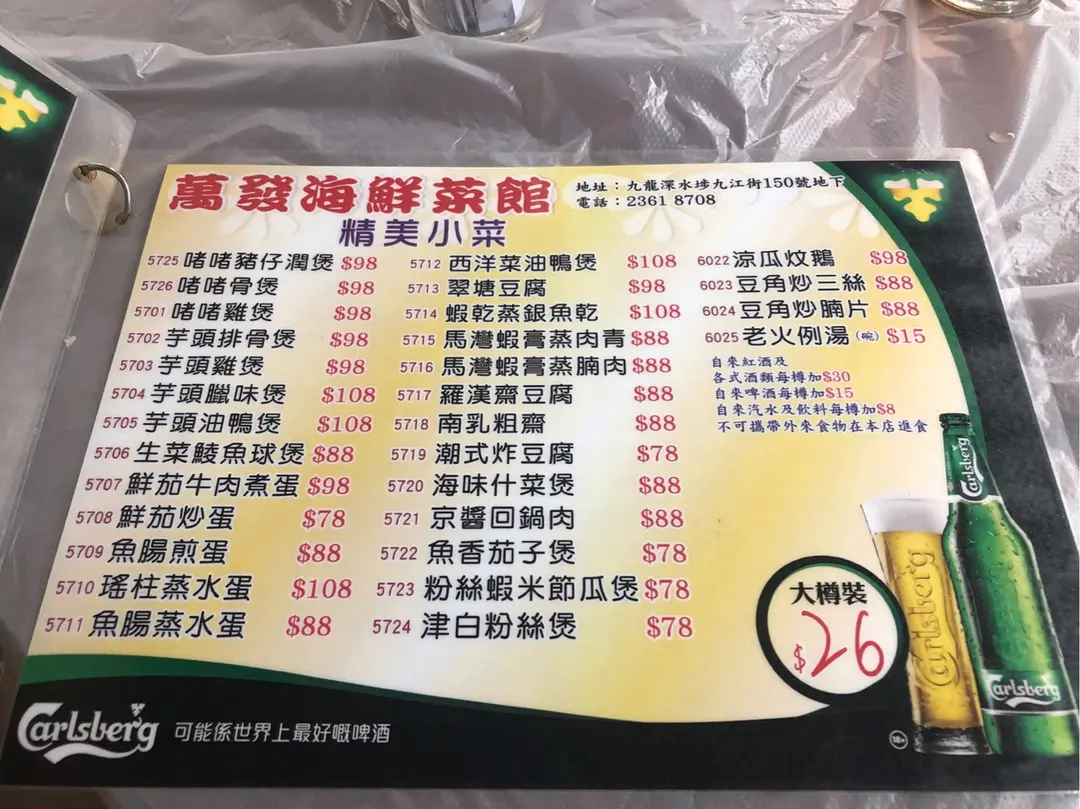 萬發海鮮菜館
地址：九龍深水埗九江街150號地下
電話：2361 8708
精美小菜
5725 啫啫豬仔潤煲 $98
5726 啫啫骨煲 $98
5701 啫啫雞煲 $98
5702 芋頭排骨煲 $98
5703 芋頭雞煲 $98
5704 芋頭臘味煲 $108
5705 芋頭油鴨煲 $108
5706 生菜鯪魚球煲 $88
5707 鮮茄牛肉煮蛋 $98
5708 鮮茄炒蛋 $78
5709 魚腸煎蛋 $88
5710 瑤柱蒸水蛋 $108
5711 魚腸蒸水蛋 $88
5712 西洋菜油鴨煲 $108
5713 翠塘豆腐 $98
5714 蝦乾蒸銀魚乾 $108
5715 馬灣蝦膏蒸肉青 $88
5716 馬灣蝦膏蒸腩肉 $88
5717 羅漢齋豆腐 $88
5718 南乳粗齋 $88
5719 潮式炸豆腐 $78
5720 海味什菜煲 $88
5721 京醬回鍋肉 $88
5722 魚香茄子煲 $78
5723 粉絲蝦米節瓜煲 $78
5724 津白粉絲煲 $78
6022 涼瓜炆鵝 $98
6023 豆角炒三絲 $88
6024 豆角炒腩片 $88
6025 老火例湯(碗) $15
自來紅酒及
各式酒類每樽加$30
自來啤酒每樽加$15
自來汽水及飲料每樽加$8
不可攜帶外來食物在本店進食
Carlsberg
Carlsberg
Carlsberg
大樽裝
$26
18+
Carlsberg 可能係世界上最好嘅啤酒